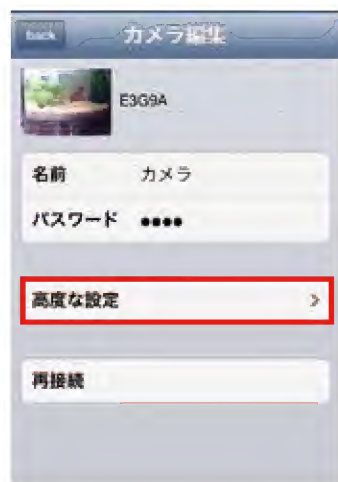 back カメラ編集
E3G9A
名前 カメラ
パスワード ●●●●
高度な設定 >
再接続